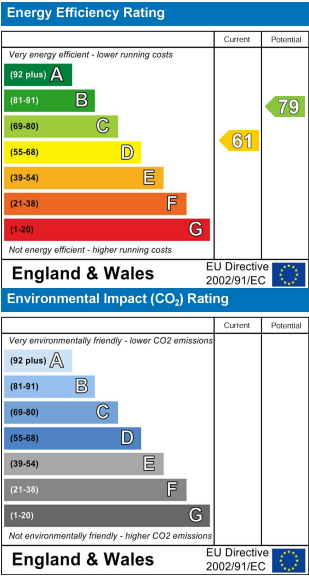 Energy Efficiency Rating
Current Potential
Very energy efficient - lower running costs
(92 plus) A
(81-91) B
79
(69-80) C
61
(55-68) D
(39-54) E
(21-38) F
(1-20) G
Not energy efficient - higher running costs
England & Wales
EU Directive
2002/91/EC
Environmental Impact (CO₂) Rating
Current Potential
Very environmentally friendly - lower CO2 emissions
(92 plus) A
(81-91) B
(69-80) C
(55-68) D
(39-54) E
(21-38) F
(1-20) G
Not environmentally friendly - higher CO2 emissions
England & Wales
EU Directive
2002/91/EC